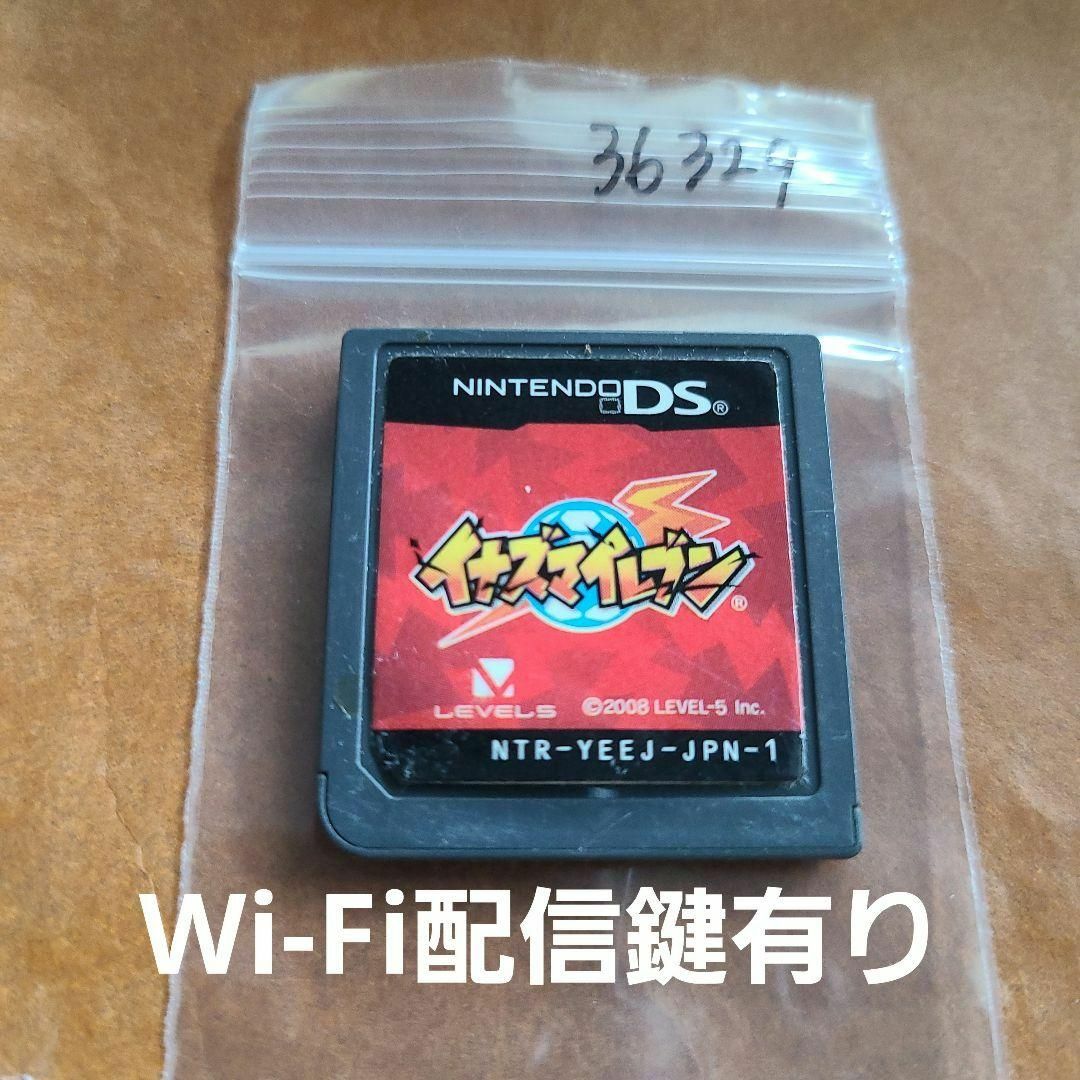 36329
NINTENDO DS®
イナズマイレブン®
LEVEL5 ©2008 LEVEL-5 Inc.
NTR-YEEJ-JPN-1
Wi-Fi配信鍵有り